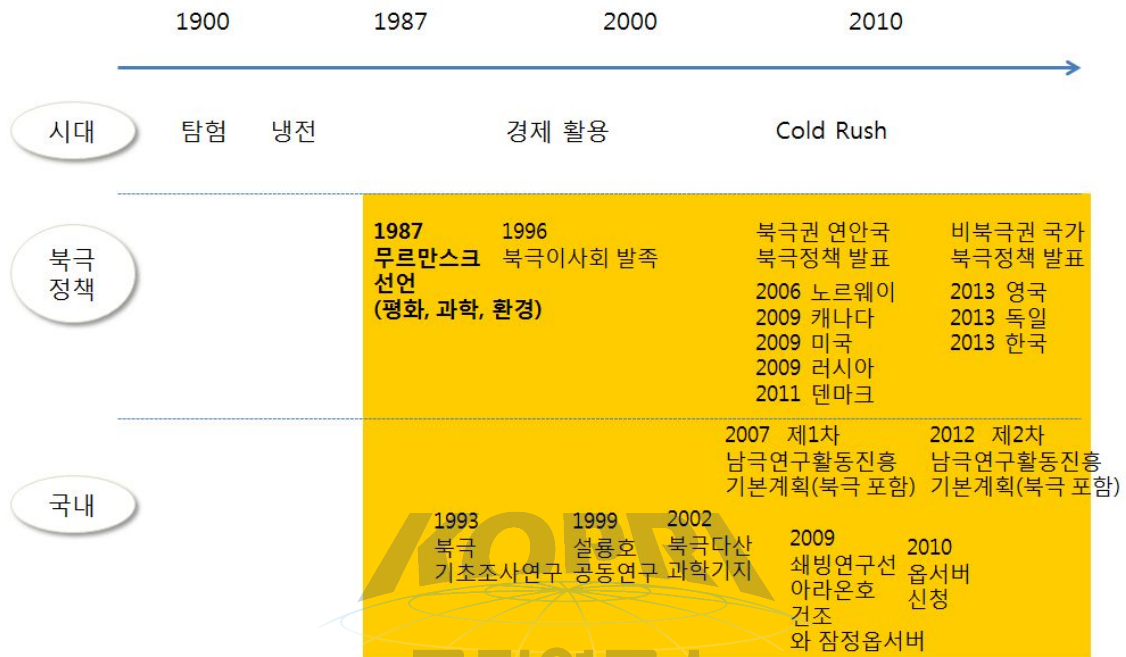 1900 1987 2000 2010
시대 탐험 냉전 경제 활용 Cold Rush
북극
정책
1987
무르만스크
선언
(평화, 과학, 환경)
1996
북극이사회 발족
북극권 연안국
북극정책 발표
2006 노르웨이
2009 캐나다
2009 미국
2009 러시아
2011 덴마크
비북극권 국가
북극정책 발표
2013 영국
2013 독일
2013 한국
국내
1993
북극
기초조사연구
1999
설룡호
공동연구
2002
북극다산
과학기지
2007 제1차
남극연구활동진흥
기본계획(북극 포함)
2009
쇄빙연구선
아라온호
건조
와 잠정옵서버
2010
옵서버
신청
2012 제2차
남극연구활동진흥
기본계획(북극 포함)